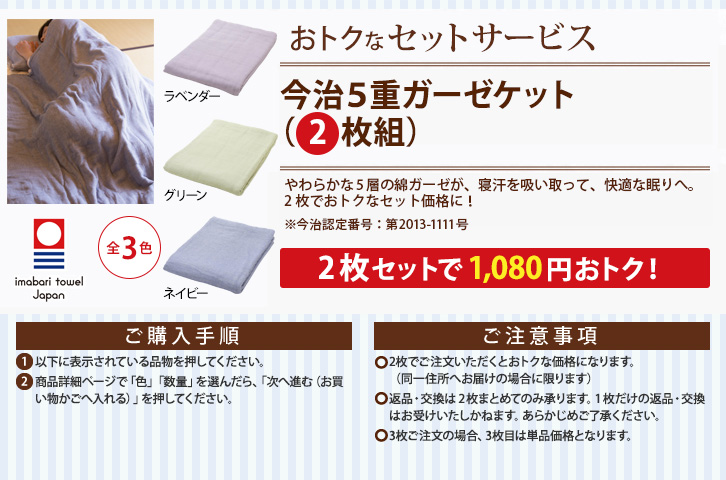 おトクなセットサービス
今治5重ガーゼケット
（2枚組）
やわらかな5層の綿ガーゼが、寝汗を吸い取って、快適な眠りへ。
2枚でおトクなセット価格に！
※今治認定番号：第2013-1111号
2枚セットで1,080円おトク！
ラベンダー
グリーン
ネイビー
全3色
imabari towel
Japan
ご購入手順
1 以下に表示されている品物を押してください。
2 商品詳細ページで「色」「数量」を選んだら、「次へ進む（お買
い物かごへ入れる）」を押してください。
ご注意事項
○2枚でご注文いただくとおトクな価格になります。
（同一住所へお届けの場合に限ります）
○返品・交換は2枚まとめてのみ承ります。1枚だけの返品・交換
はお受けいたしかねます。あらかじめご了承ください。
○3枚ご注文の場合、3枚目は単品価格となります。